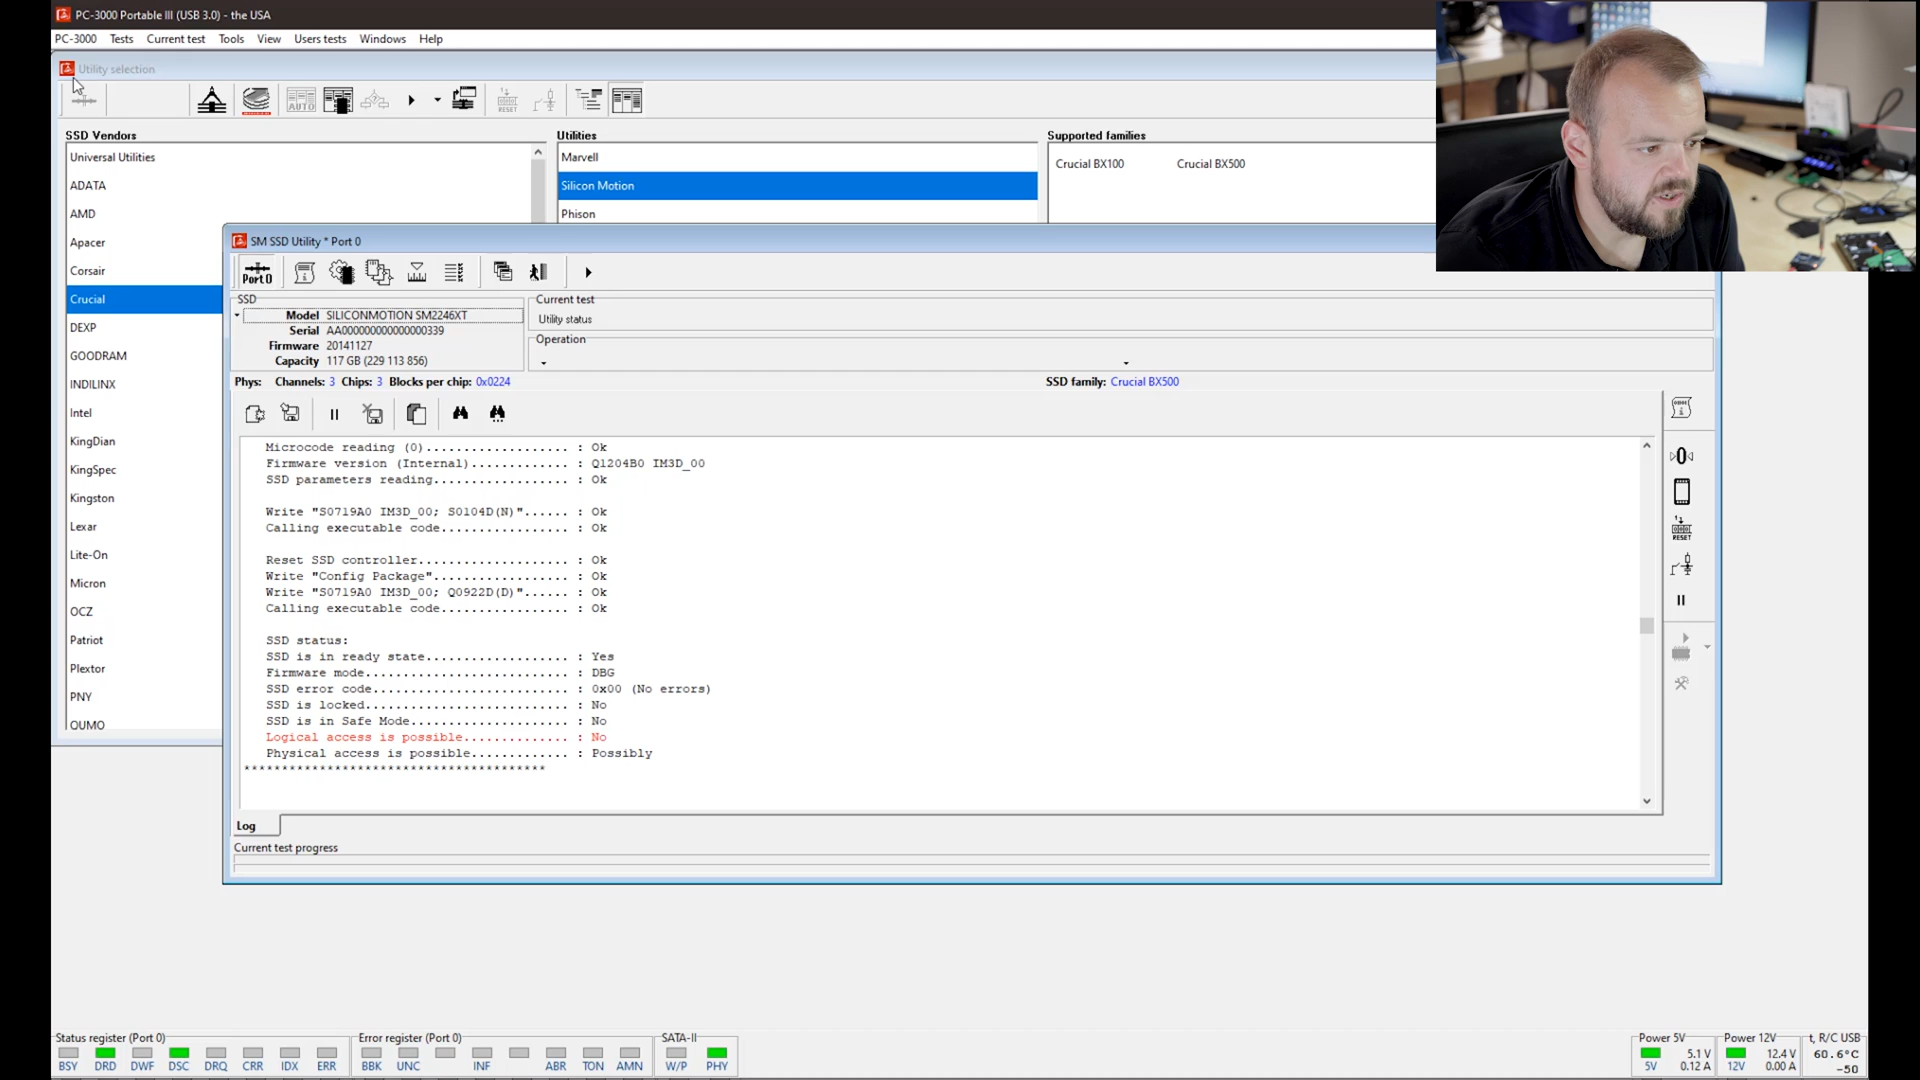 PC-3000 Portable III (USB 3.0) - the USA
PC-3000 Tests Current test Tools View Users tests Windows Help
Utility selection
AUTO RESET
SSD Vendors Utilities Supported families
Universal Utilities
ADATA
AMD
Apacer
Corsair
Crucial
DEXP
GOODRAM
INDILINX
Intel
KingDian
KingSpec
Kingston
Lexar
Lite-On
Micron
OCZ
Patriot
Plextor
PNY
QUMO
Marvell
Silicon Motion
Phison
Crucial BX100 Crucial BX500
SM SSD Utility * Port 0
Port 0
SSD
Model SILICONMOTION SM2246XT
Serial AA000000000000000339
Firmware 20141127
Capacity 117 GB (229 113 856)
Current test
Utility status
Operation
Phys: Channels: 3 Chips: 3 Blocks per chip: 0x0224
SSD family: Crucial BX500
Microcode reading (0)................... : Ok
Firmware version (Internal)............. : Q1204B0 IM3D_00
SSD parameters reading.................. : Ok
Write "S0719A0 IM3D_00; S0104D(N)"...... : Ok
Calling executable code................. : Ok
Reset SSD controller.................... : Ok
Write "Config Package".................. : Ok
Write "S0719A0 IM3D_00; Q0922D(D)"...... : Ok
Calling executable code................. : Ok
SSD status:
SSD is in ready state................... : Yes
Firmware mode........................... : DBG
SSD error code.......................... : 0x00 (No errors)
SSD is locked........................... : No
SSD is in Safe Mode..................... : No
Logical access is possible.............. : No
Physical access is possible............. : Possibly
****************************************
RESET
Log
Current test progress
Status register (Port 0)
BSY DRD DWF DSC DRQ CRR IDX ERR
Error register (Port 0)
BBK UNC INF ABR TON AMN
SATA-II
W/P PHY
Power 5V
5V 5.1 V
0.12 A
Power 12V
12V 12.4 V
0.00 A
t, R/C USB
60.6°C
-50